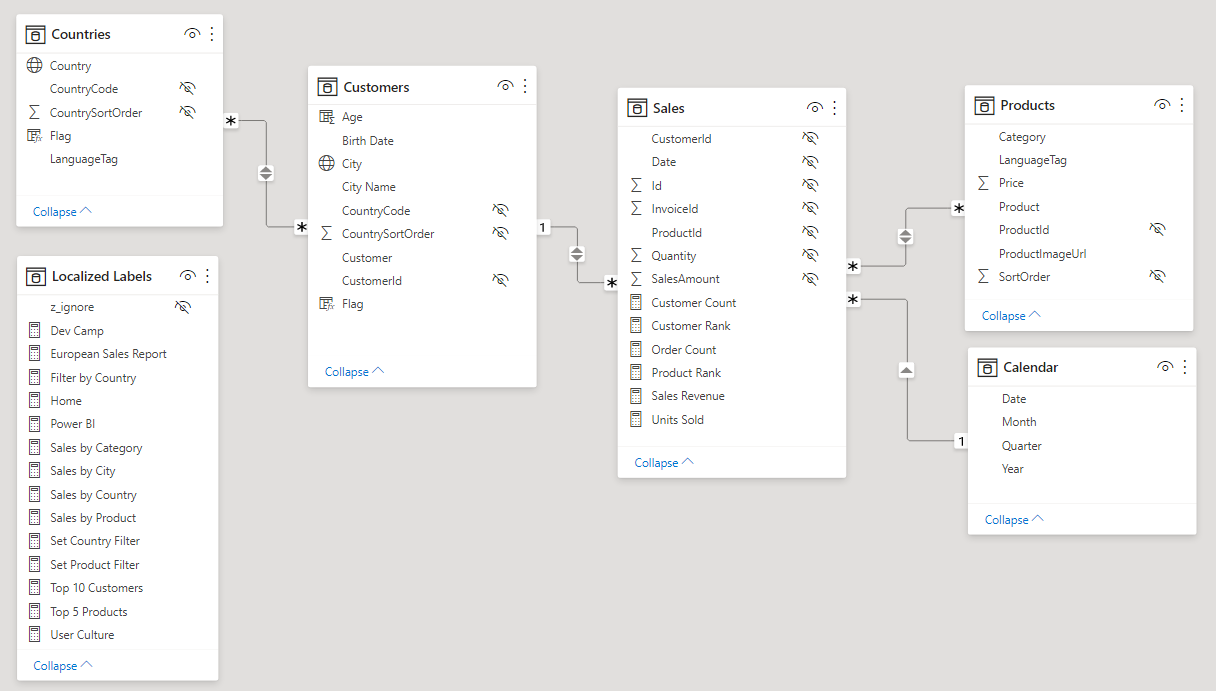 Countries
Country
CountryCode
CountrySortOrder
Flag
LanguageTag
Collapse
Localized Labels
z_ignore
Dev Camp
European Sales Report
Filter by Country
Home
Power BI
Sales by Category
Sales by City
Sales by Country
Sales by Product
Set Country Filter
Set Product Filter
Top 10 Customers
Top 5 Products
User Culture
Collapse
*
*
Customers
Age
Birth Date
City
City Name
CountryCode
CountrySortOrder
Customer
CustomerId
Flag
Collapse
1
*
Sales
CustomerId
Date
Id
InvoiceId
ProductId
Quantity
SalesAmount
Customer Count
Customer Rank
Order Count
Product Rank
Sales Revenue
Units Sold
Collapse
*
*
*
1
Products
Category
LanguageTag
Price
Product
ProductId
ProductImageUrl
SortOrder
Collapse
Calendar
Date
Month
Quarter
Year
Collapse